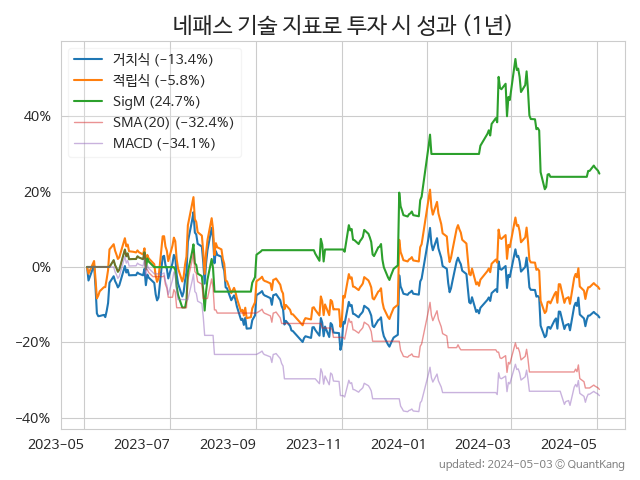 네패스 기술 지표로 투자 시 성과 (1년)
거치식 (−13.4%)
적립식 (−5.8%)
SigM (24.7%)
SMA(20) (−32.4%)
MACD (−34.1%)
40%
20%
0%
−20%
−40%
2023-05 2023-07 2023-09 2023-11 2024-01 2024-03 2024-05
updated: 2024-05-03 ⓒ QuantKang